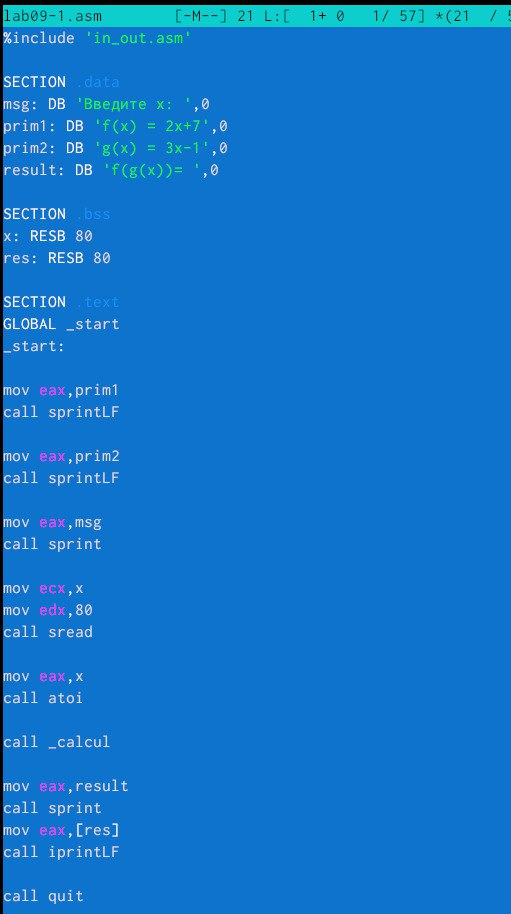 lab09-1.asm [-M--] 21 L:[ 1+ 0 1/ 57] *(21 /
%include 'in_out.asm'
SECTION .data
msg: DB 'Введите x: ',0
prim1: DB 'f(x) = 2x+7',0
prim2: DB 'g(x) = 3x-1',0
result: DB 'f(g(x))= ',0
SECTION .bss
x: RESB 80
res: RESB 80
SECTION .text
GLOBAL _start
_start:
mov eax,prim1
call sprintLF
mov eax,prim2
call sprintLF
mov eax,msg
call sprint
mov ecx,x
mov edx,80
call sread
mov eax,x
call atoi
call _calcul
mov eax,result
call sprint
mov eax,[res]
call iprintLF
call quit